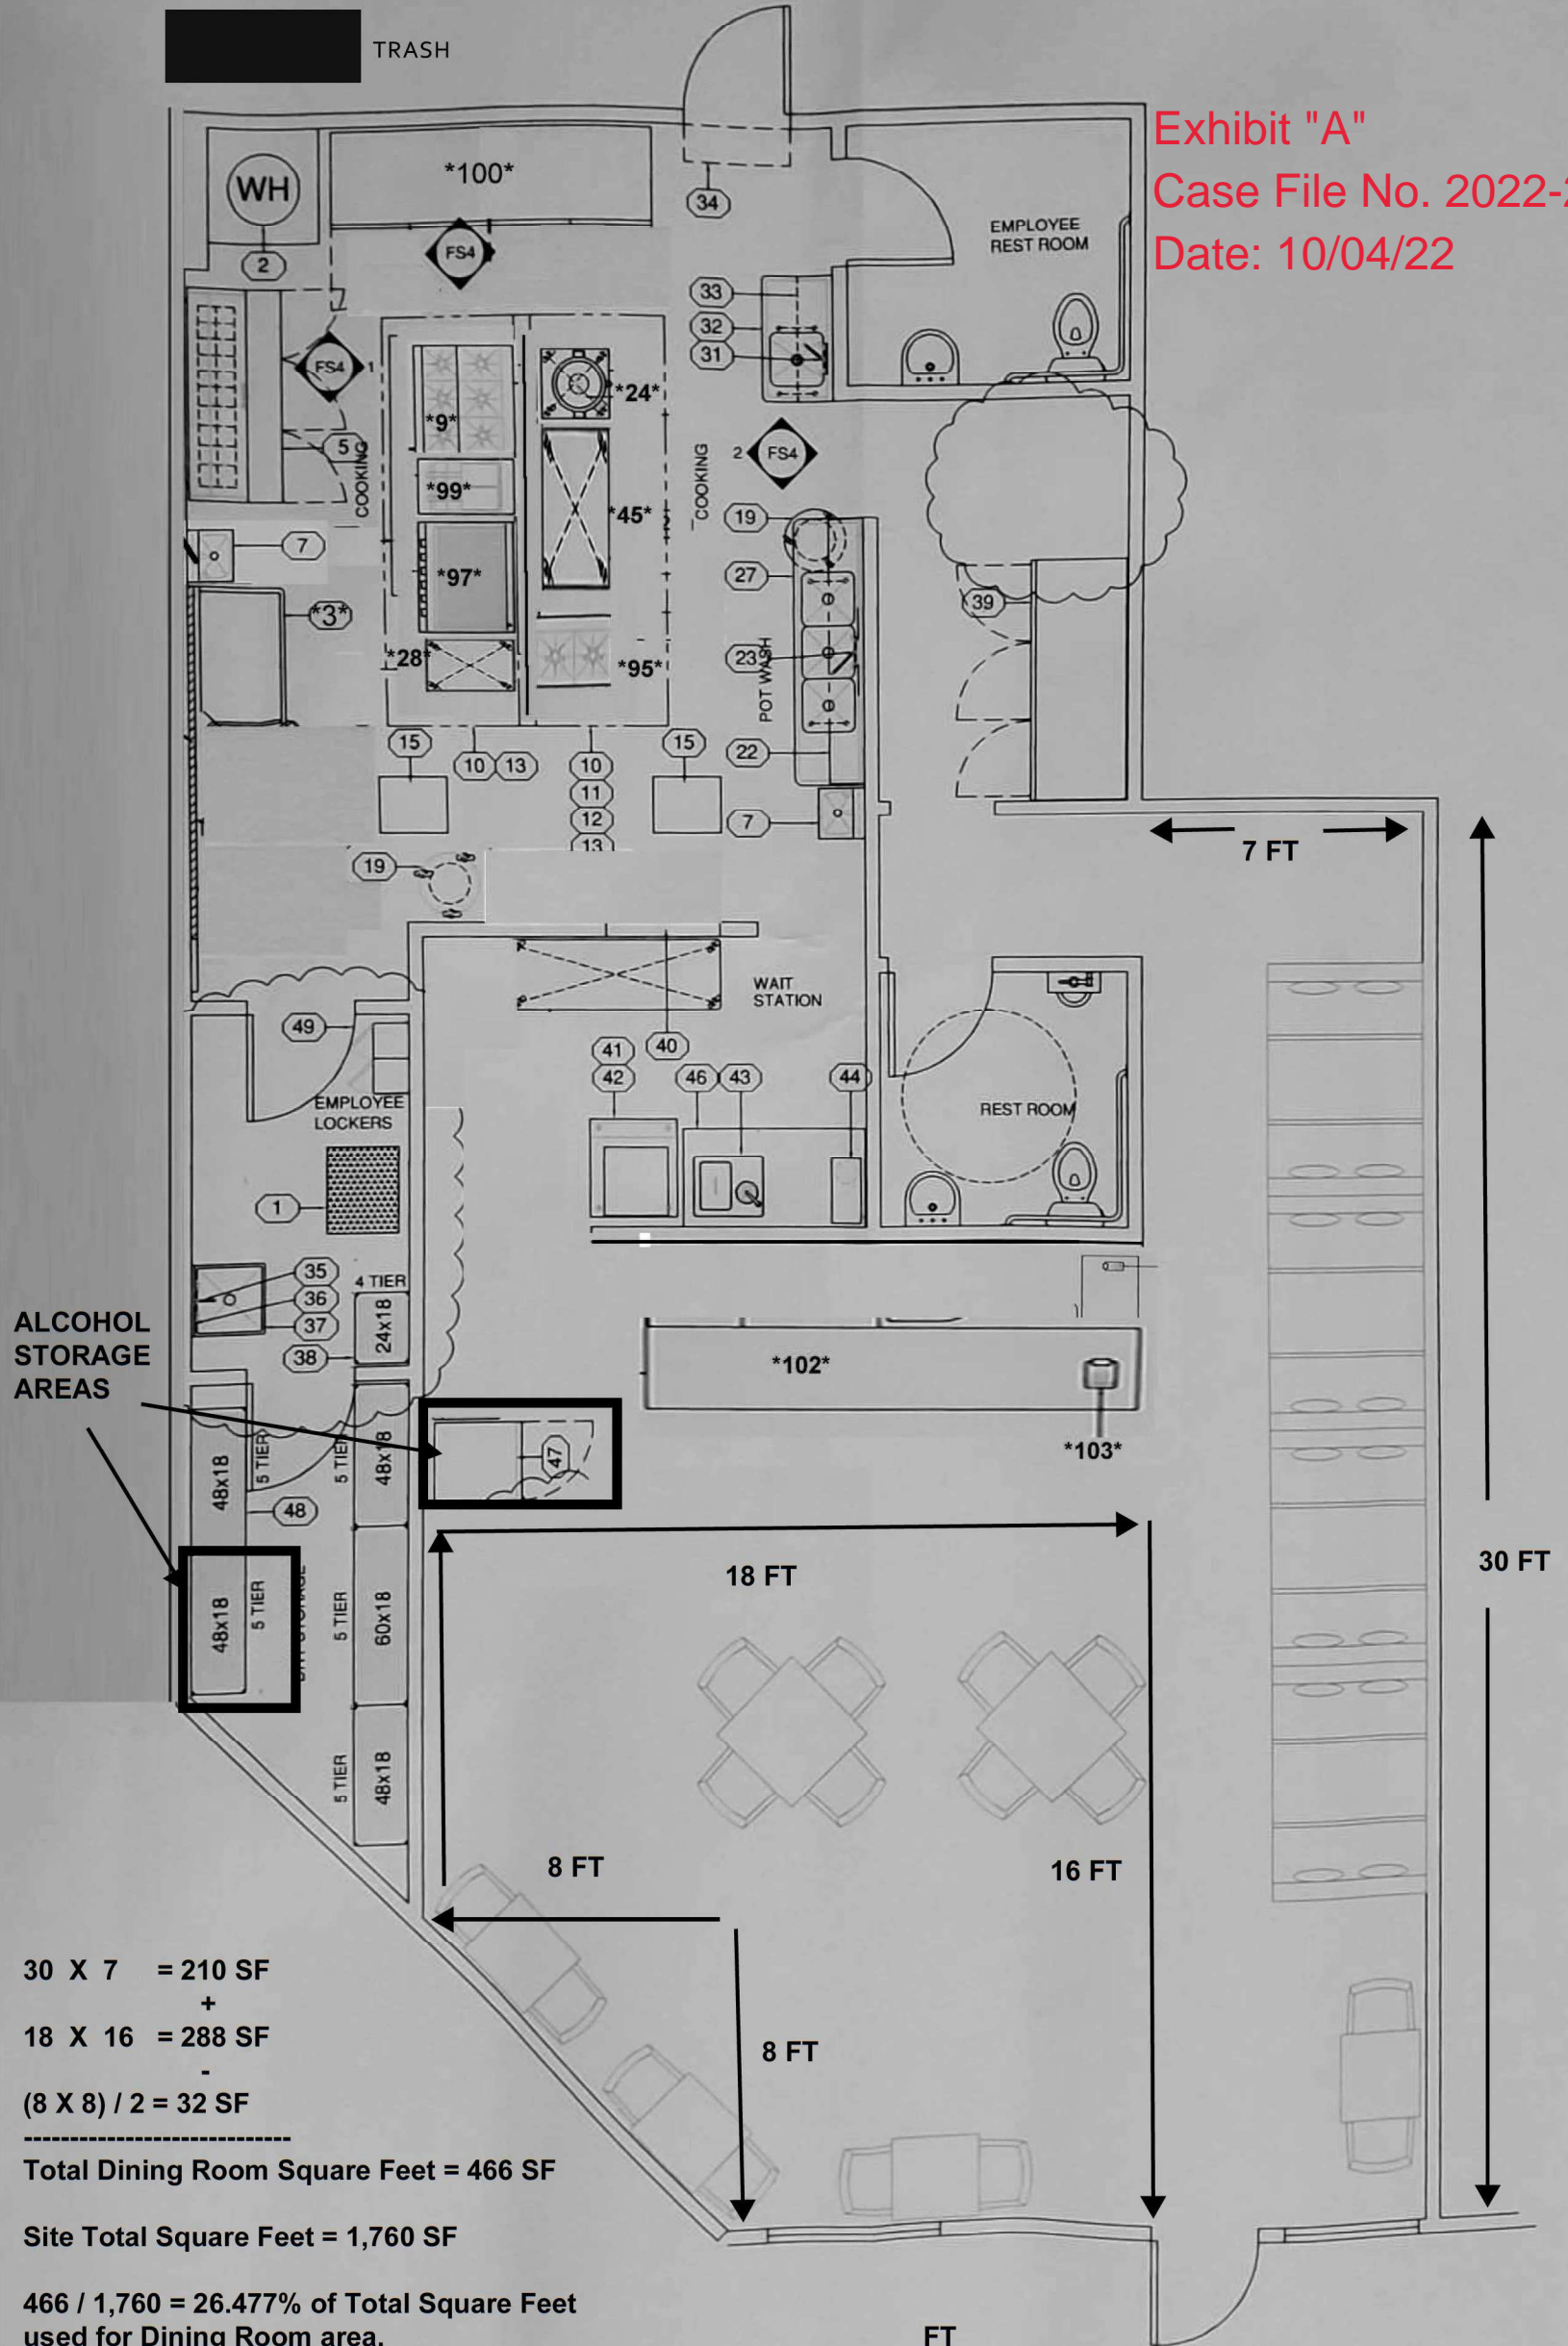 TRASH
Exhibit "A"
Case File No. 2022-
Date: 10/04/22
WH
*100*
34
EMPLOYEE
REST ROOM
2
FS4
33
32
31
FS4 1
*24*
*9*
5
COOKING
COOKING
2 FS4
*99*
*45*
19
7
27
*97*
39
*3*
*28*
*95*
23
POT WASH
15
10 13
10
11
12
13
15
22
7
7 FT
19
WAIT
STATION
49
40
41
42
46 43
44
EMPLOYEE
LOCKERS
REST ROOM
1
35
36
37
38
4 TIER
24x18
ALCOHOL
STORAGE
AREAS
*102*
*103*
47
48x18
5 TIER
5 TIER
48x18
48
18 FT
30 FT
48x18
5 TIER
5 TIER
60x18
5 TIER
48x18
8 FT
16 FT
8 FT
30 X 7 = 210 SF
+
18 X 16 = 288 SF
-
(8 X 8) / 2 = 32 SF
-----------------------------
Total Dining Room Square Feet = 466 SF
Site Total Square Feet = 1,760 SF
466 / 1,760 = 26.477% of Total Square Feet
used for Dining Room area.
FT